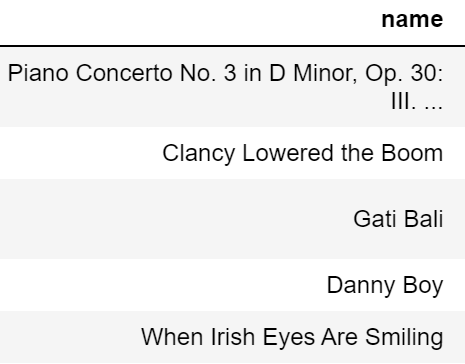 name
Piano Concerto No. 3 in D Minor, Op. 30:
III. ...
Clancy Lowered the Boom
Gati Bali
Danny Boy
When Irish Eyes Are Smiling